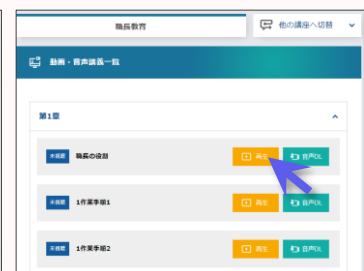 職長教育
他の講座へ切替
動画・音声講義一覧
第1章
未視聴 職長の役割 再生 音声DL
未視聴 1作業手順1 再生 音声DL
未視聴 1作業手順2 再生 音声DL